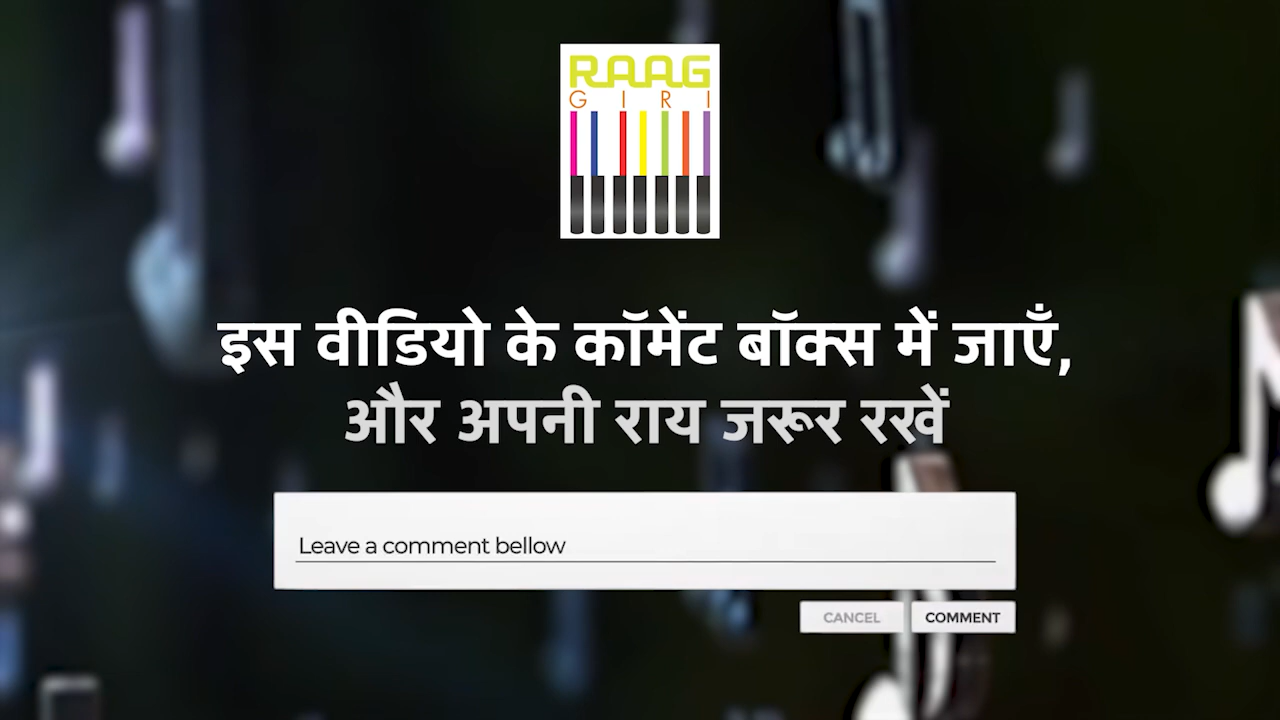 RAAG
GIRI
इस वीडियो के कॉमेंट बॉक्स में जाएँ,
और अपनी राय जरूर रखें
Leave a comment bellow
CANCEL COMMENT